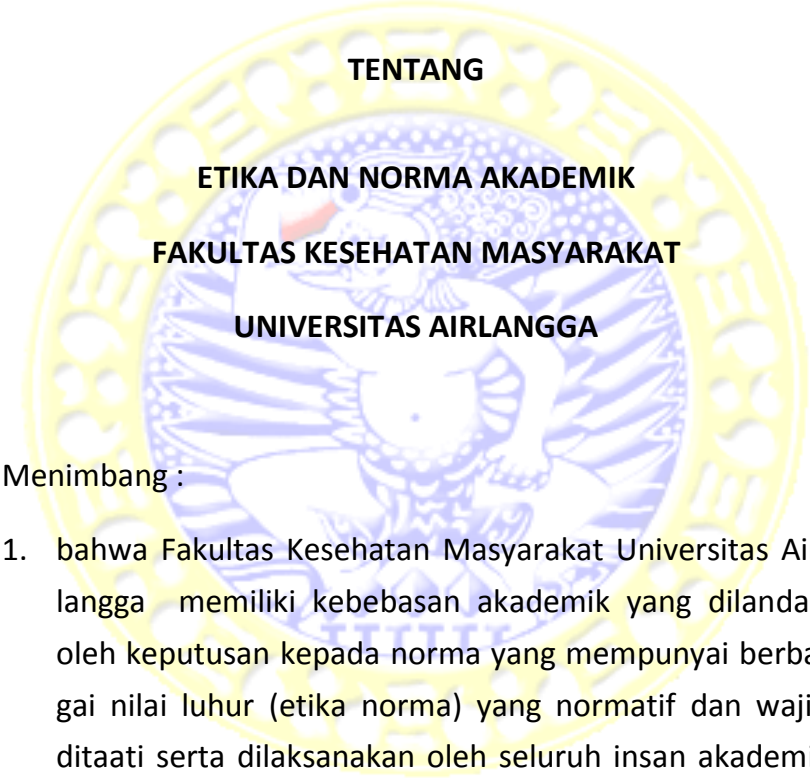 TENTANG
ETIKA DAN NORMA AKADEMIK
FAKULTAS KESEHATAN MASYARAKAT
UNIVERSITAS AIRLANGGA
Menimbang :
1. bahwa Fakultas Kesehatan Masyarakat Universitas Ai
langga memiliki kebebasan akademik yang dilanda
oleh keputusan kepada norma yang mempunyai berba
gai nilai luhur (etika norma) yang normatif dan waji
ditaati serta dilaksanakan oleh seluruh insan akademi